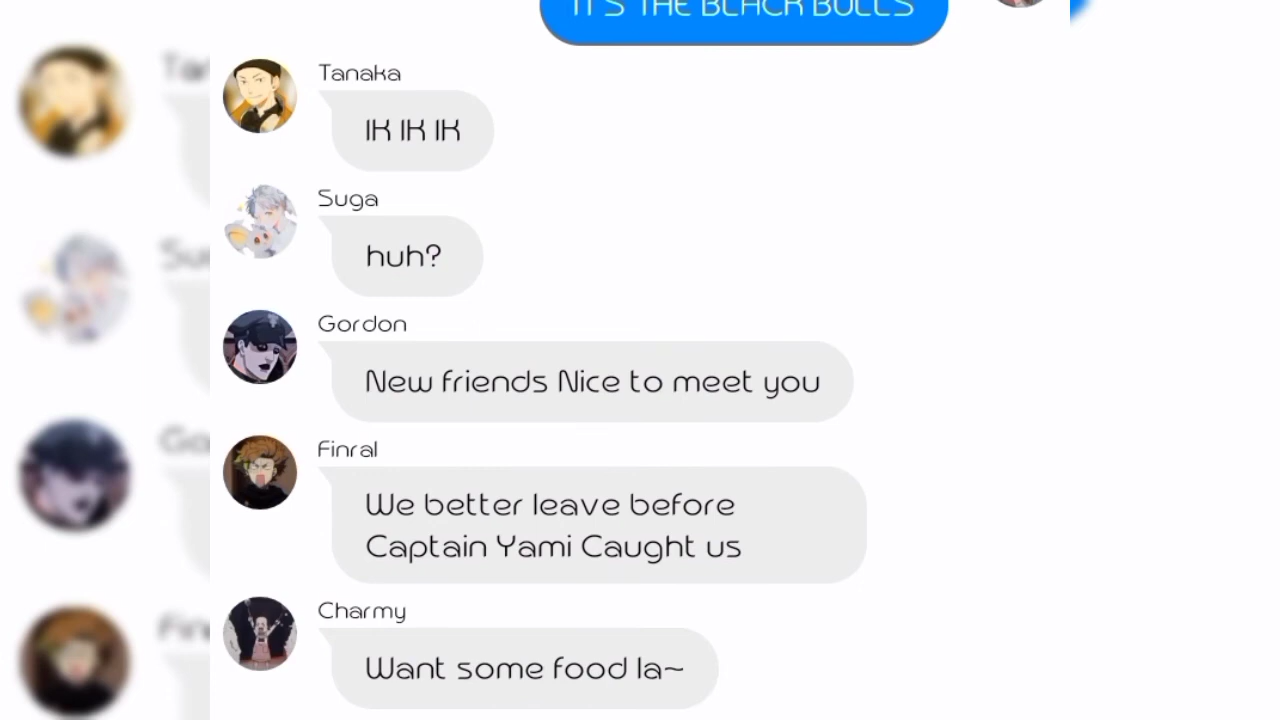 IT'S THE BLACK BULLS
Tanaka
IK IK IK
Suga
huh?
Gordon
New friends Nice to meet you
Finral
We better leave before
Captain Yami Caught us
Charmy
Want some food la~